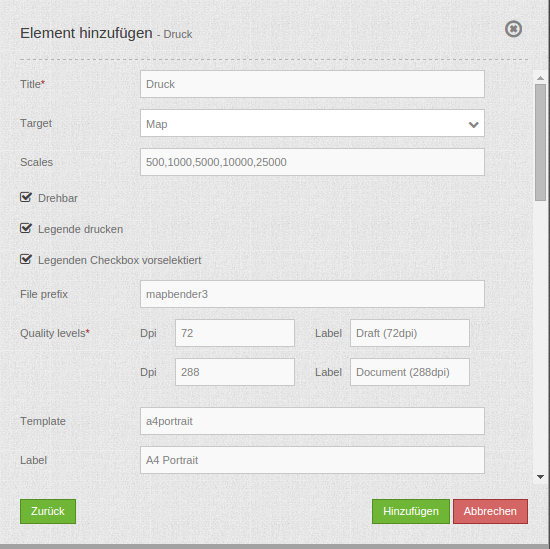 Element hinzufügen - Druck
Title* Druck
Target Map
Scales 500,1000,5000,10000,25000
Drehbar
Legende drucken
Legenden Checkbox vorselektiert
File prefix mapbender3
Quality levels* Dpi 72 Label Draft (72dpi)
Dpi 288 Label Document (288dpi)
Template a4portrait
Label A4 Portrait
Zurück Hinzufügen Abbrechen